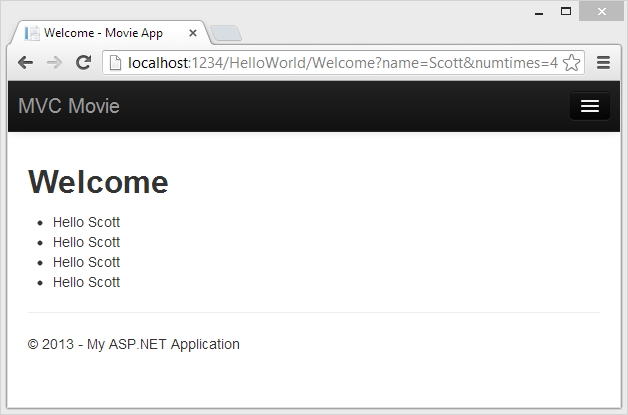 Welcome - Movie App
localhost:1234/HelloWorld/Welcome?name=Scott&numtimes=4
MVC Movie
Welcome
Hello Scott
Hello Scott
Hello Scott
Hello Scott
© 2013 - My ASP.NET Application